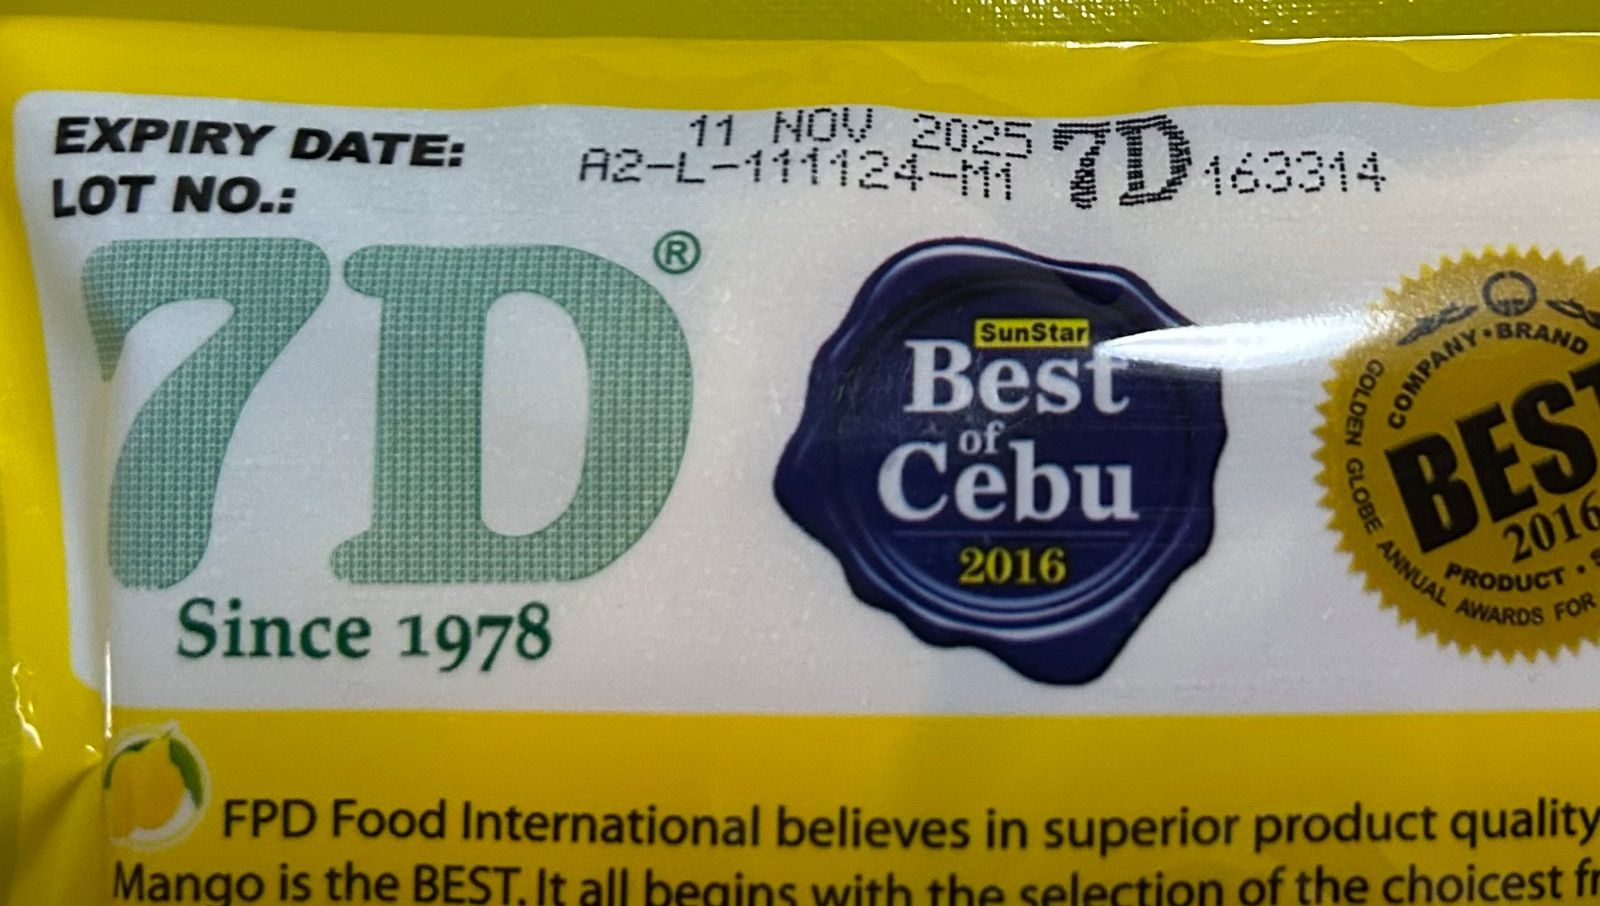 EXPIRY DATE: 11 NOV 2025
LOT NO.: A2-L-111124-M1 7D 163314
7D®
Since 1978
SunStar
Best
of
Cebu
2016
COMPANY • BRAND
GOLDEN GLOBE ANNUAL AWARDS FOR
BEST
2016
PRODUCT •
FPD Food International believes in superior product quality
Mango is the BEST. It all begins with the selection of the choicest